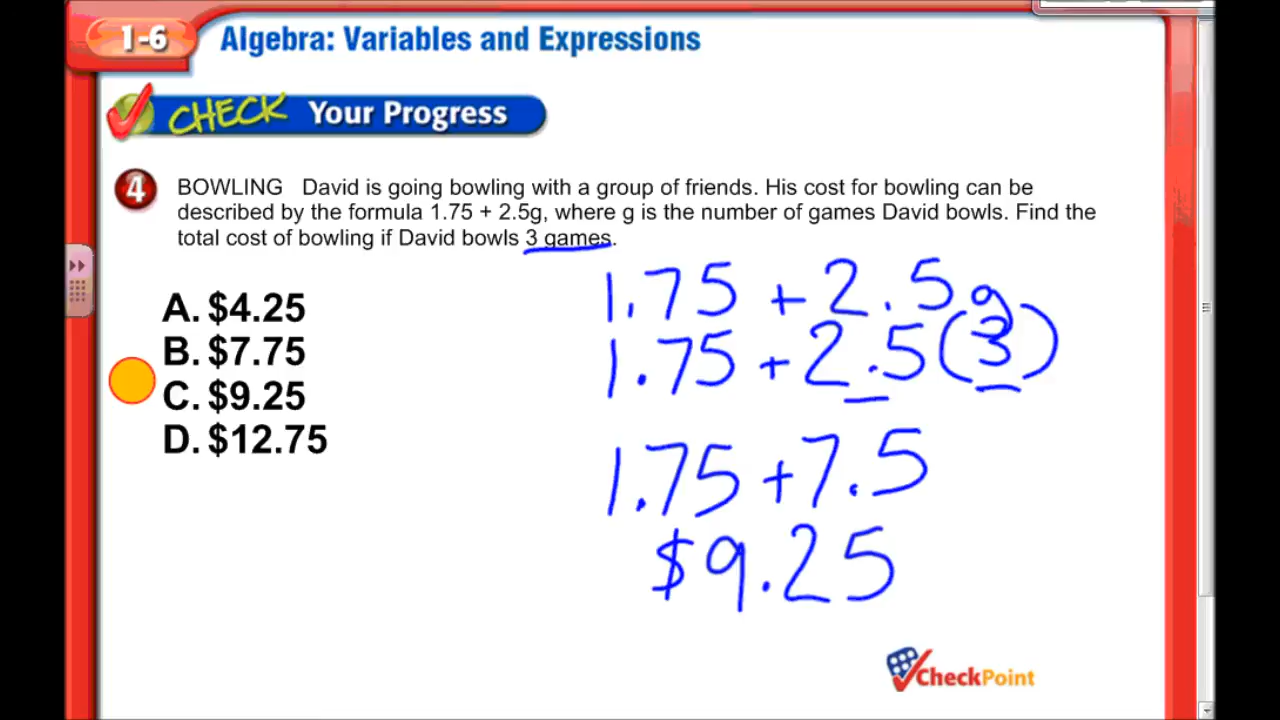 1-6 Algebra: Variables and Expressions
CHECK Your Progress
4 BOWLING David is going bowling with a group of friends. His cost for bowling can be
described by the formula 1.75 + 2.5g, where g is the number of games David bowls. Find the
total cost of bowling if David bowls 3 games.
A. $4.25
B. $7.75
C. $9.25
D. $12.75
1.75 + 2.5g
1.75 + 2.5(3)
1.75 + 7.5
$9.25
CheckPoint